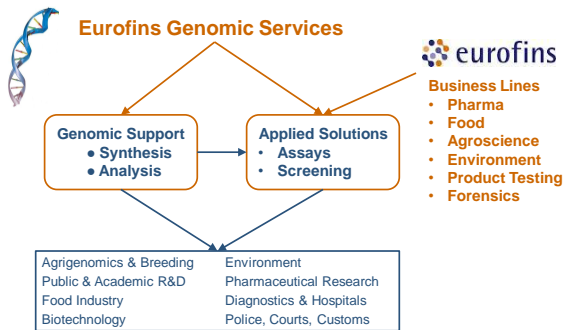 Eurofins Genomic Services
eurofins
Business Lines
• Pharma
• Food
• Agroscience
• Environment
• Product Testing
• Forensics
Genomic Support
● Synthesis
● Analysis
Applied Solutions
• Assays
• Screening
Agrigenomics & Breeding
Public & Academic R&D
Food Industry
Biotechnology
Environment
Pharmaceutical Research
Diagnostics & Hospitals
Police, Courts, Customs